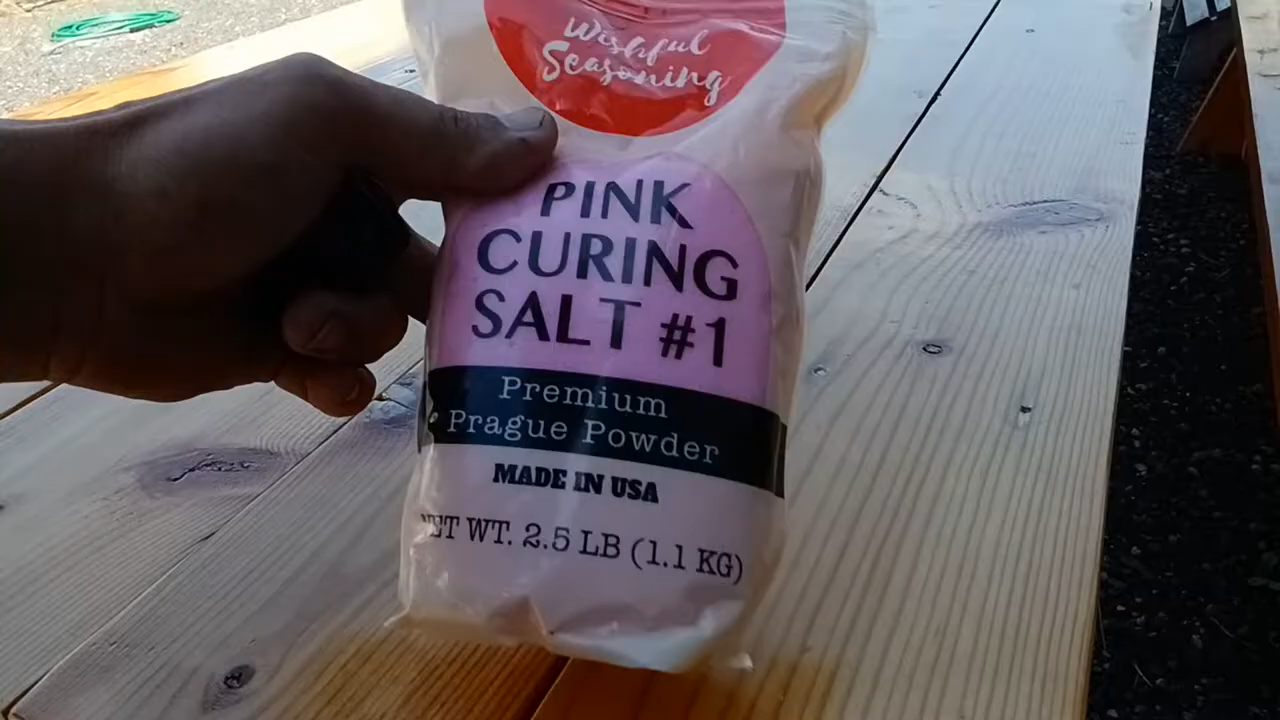 Wishful
Seasoning
PINK
CURING
SALT #1
Premium
Prague Powder
MADE IN USA
NET WT. 2.5 LB (1.1 KG)